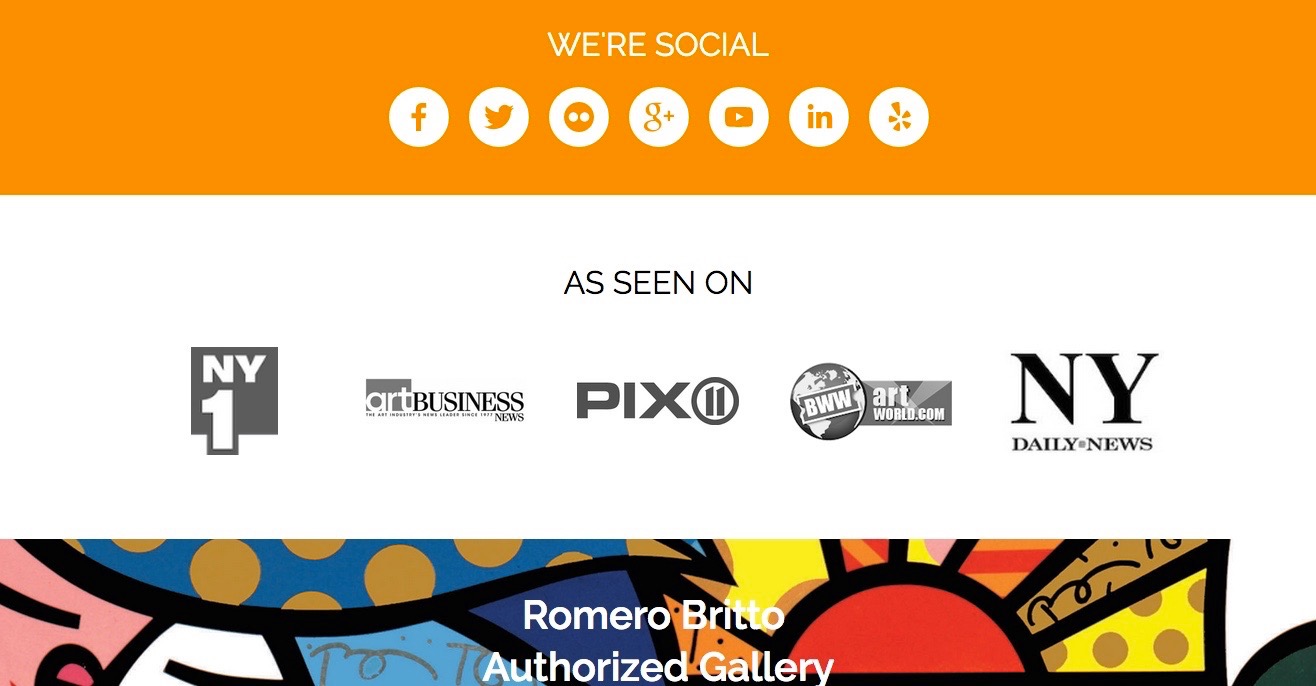 WE'RE SOCIAL
f g+ in
AS SEEN ON
NY
1
art BUSINESS
THE ART INDUSTRY'S NEWS LEADER SINCE 1977 NEWS
PIX 11
BWW art
WORLD.COM
NY
DAILY NEWS
Romero Britto
Authorized Gallery